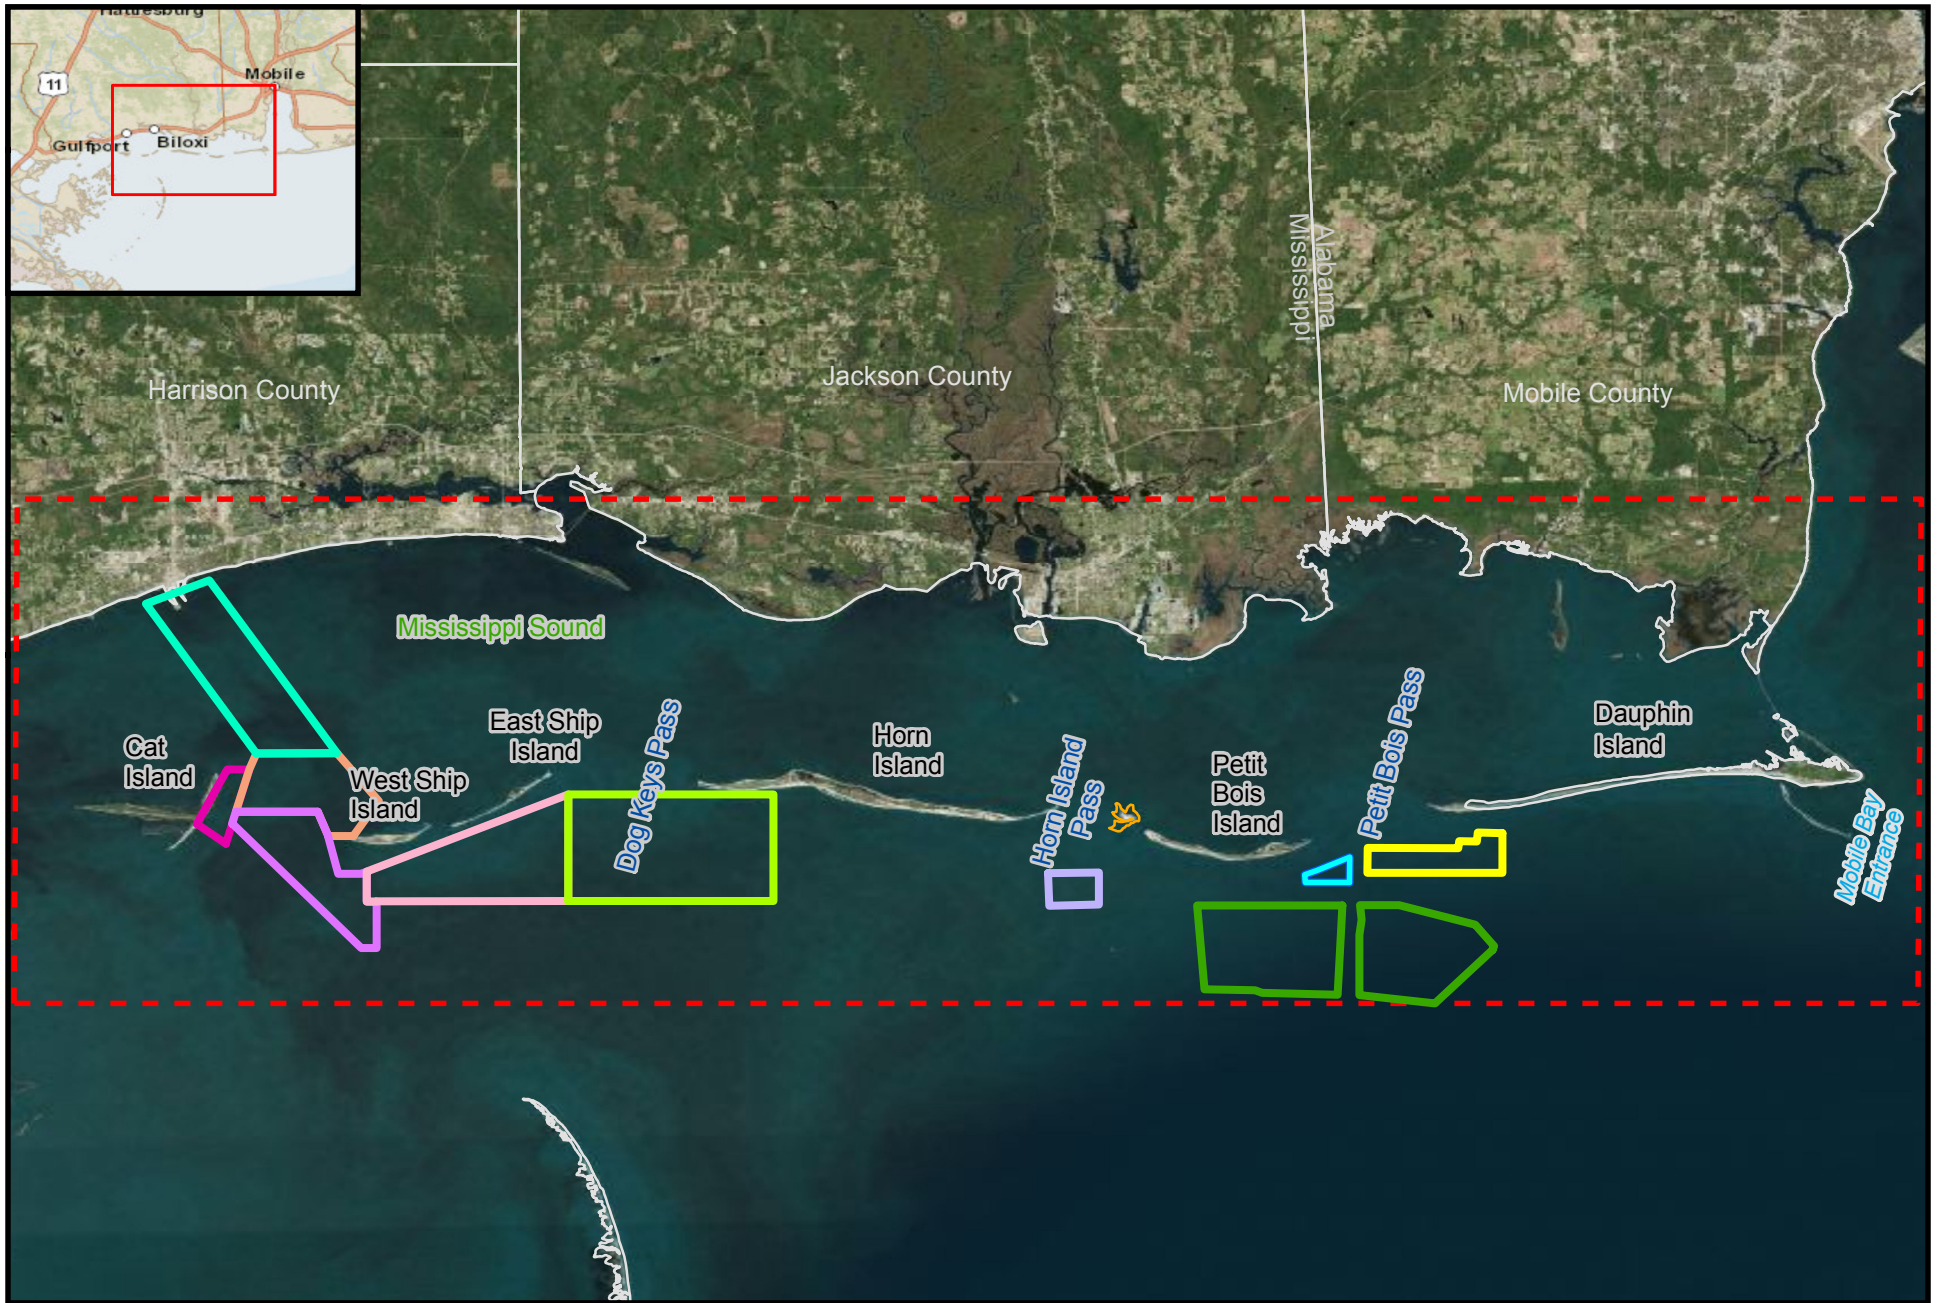 Hattiesburg
Mobile
11
Gulfport
Biloxi
Alabama
Mississippi
Harrison County
Jackson County
Mobile County
Mississippi Sound
Cat
Island
West Ship
Island
East Ship
Island
Dog Keys Pass
Horn
Island
Horn Island
Pass
Petit
Bois
Island
Petit Bois Pass
Dauphin
Island
Mobile Bay
Entrance